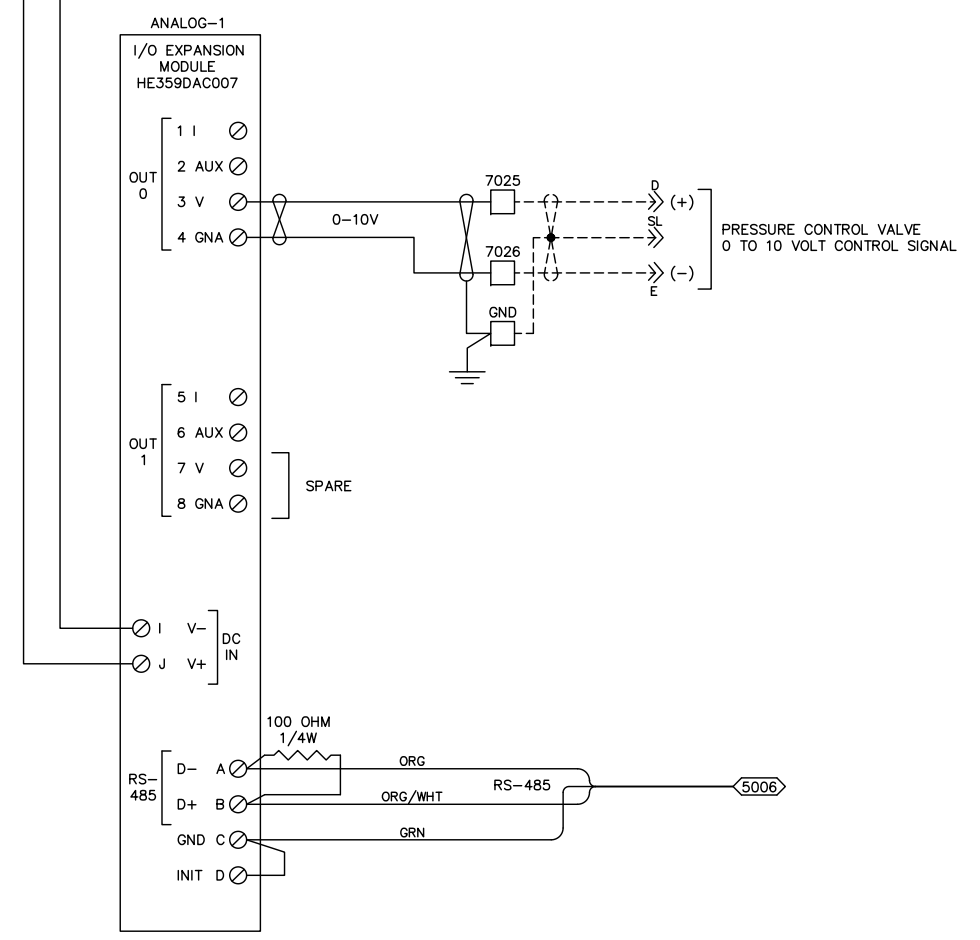 ANALOG-1
I/O EXPANSION
MODULE
HE359DAC007
OUT
0
1 I
2 AUX
3 V
4 GNA
0-10V
7025
7026
GND
D
(+)
SL
(-)
E
PRESSURE CONTROL VALVE
0 TO 10 VOLT CONTROL SIGNAL
OUT
1
5 I
6 AUX
7 V
8 GNA
SPARE
I V-
J V+
DC
IN
100 OHM
1/4W
RS-
485
D- A
D+ B
GND C
INIT D
ORG
ORG/WHT
GRN
RS-485
5006